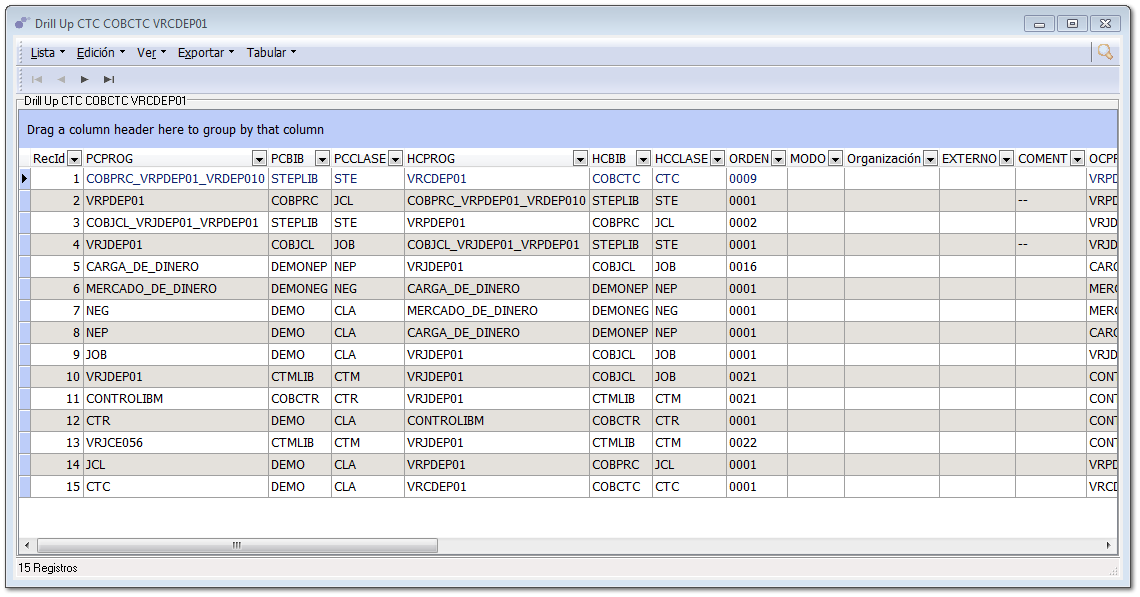 Drill Up CTC COBCTC VRCDEP01
Lista Edición Ver Exportar Tabular
Drill Up CTC COBCTC VRCDEP01
Drag a column header here to group by that column
RecId PCPROG PCBIB PCCLASE HCPROG HCBIB HCCLASE ORDEN MODO Organización EXTERNO COMENT OCPR
1 COBPRC_VRPDEP01_VRDEP010 STEPLIB STE VRCDEP01 COBCTC CTC 0009 VRPD
2 VRPDEP01 COBPRC JCL COBPRC_VRPDEP01_VRDEP010 STEPLIB STE 0001 -- VRPD
3 COBJCL_VRJDEP01_VRPDEP01 STEPLIB STE VRPDEP01 COBPRC JCL 0002 VRJD
4 VRJDEP01 COBJCL JOB COBJCL_VRJDEP01_VRPDEP01 STEPLIB STE 0001 -- VRJD
5 CARGA_DE_DINERO DEMONEP NEP VRJDEP01 COBJCL JOB 0016 CARG
6 MERCADO_DE_DINERO DEMONEG NEG CARGA_DE_DINERO DEMONEP NEP 0001 MERC
7 NEG DEMO CLA MERCADO_DE_DINERO DEMONEG NEG 0001 MERC
8 NEP DEMO CLA CARGA_DE_DINERO DEMONEP NEP 0001 CARG
9 JOB DEMO CLA VRJDEP01 COBJCL JOB 0001 VRJD
10 VRJDEP01 CTMLIB CTM VRJDEP01 COBJCL JOB 0021 CONT
11 CONTROLIBM COBCTR CTR VRJDEP01 CTMLIB CTM 0021 CONT
12 CTR DEMO CLA CONTROLIBM COBCTR CTR 0001 CONT
13 VRJCE056 CTMLIB CTM VRJDEP01 CTMLIB CTM 0022 CONT
14 JCL DEMO CLA VRPDEP01 COBPRC JCL 0001 VRPD
15 CTC DEMO CLA VRCDEP01 COBCTC CTC 0001 VRCD
15 Registros